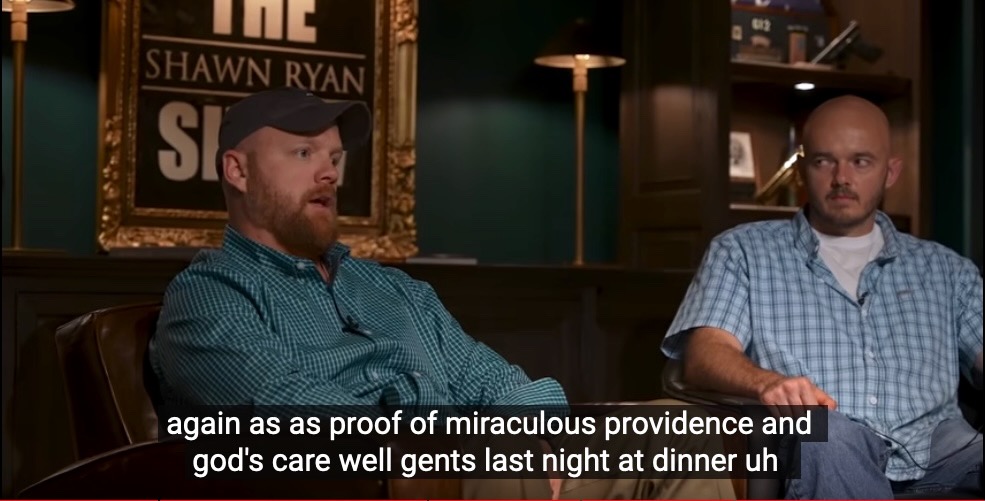 THE
SHAWN RYAN
S
GI2
again as as proof of miraculous providence and
god's care well gents last night at dinner uh